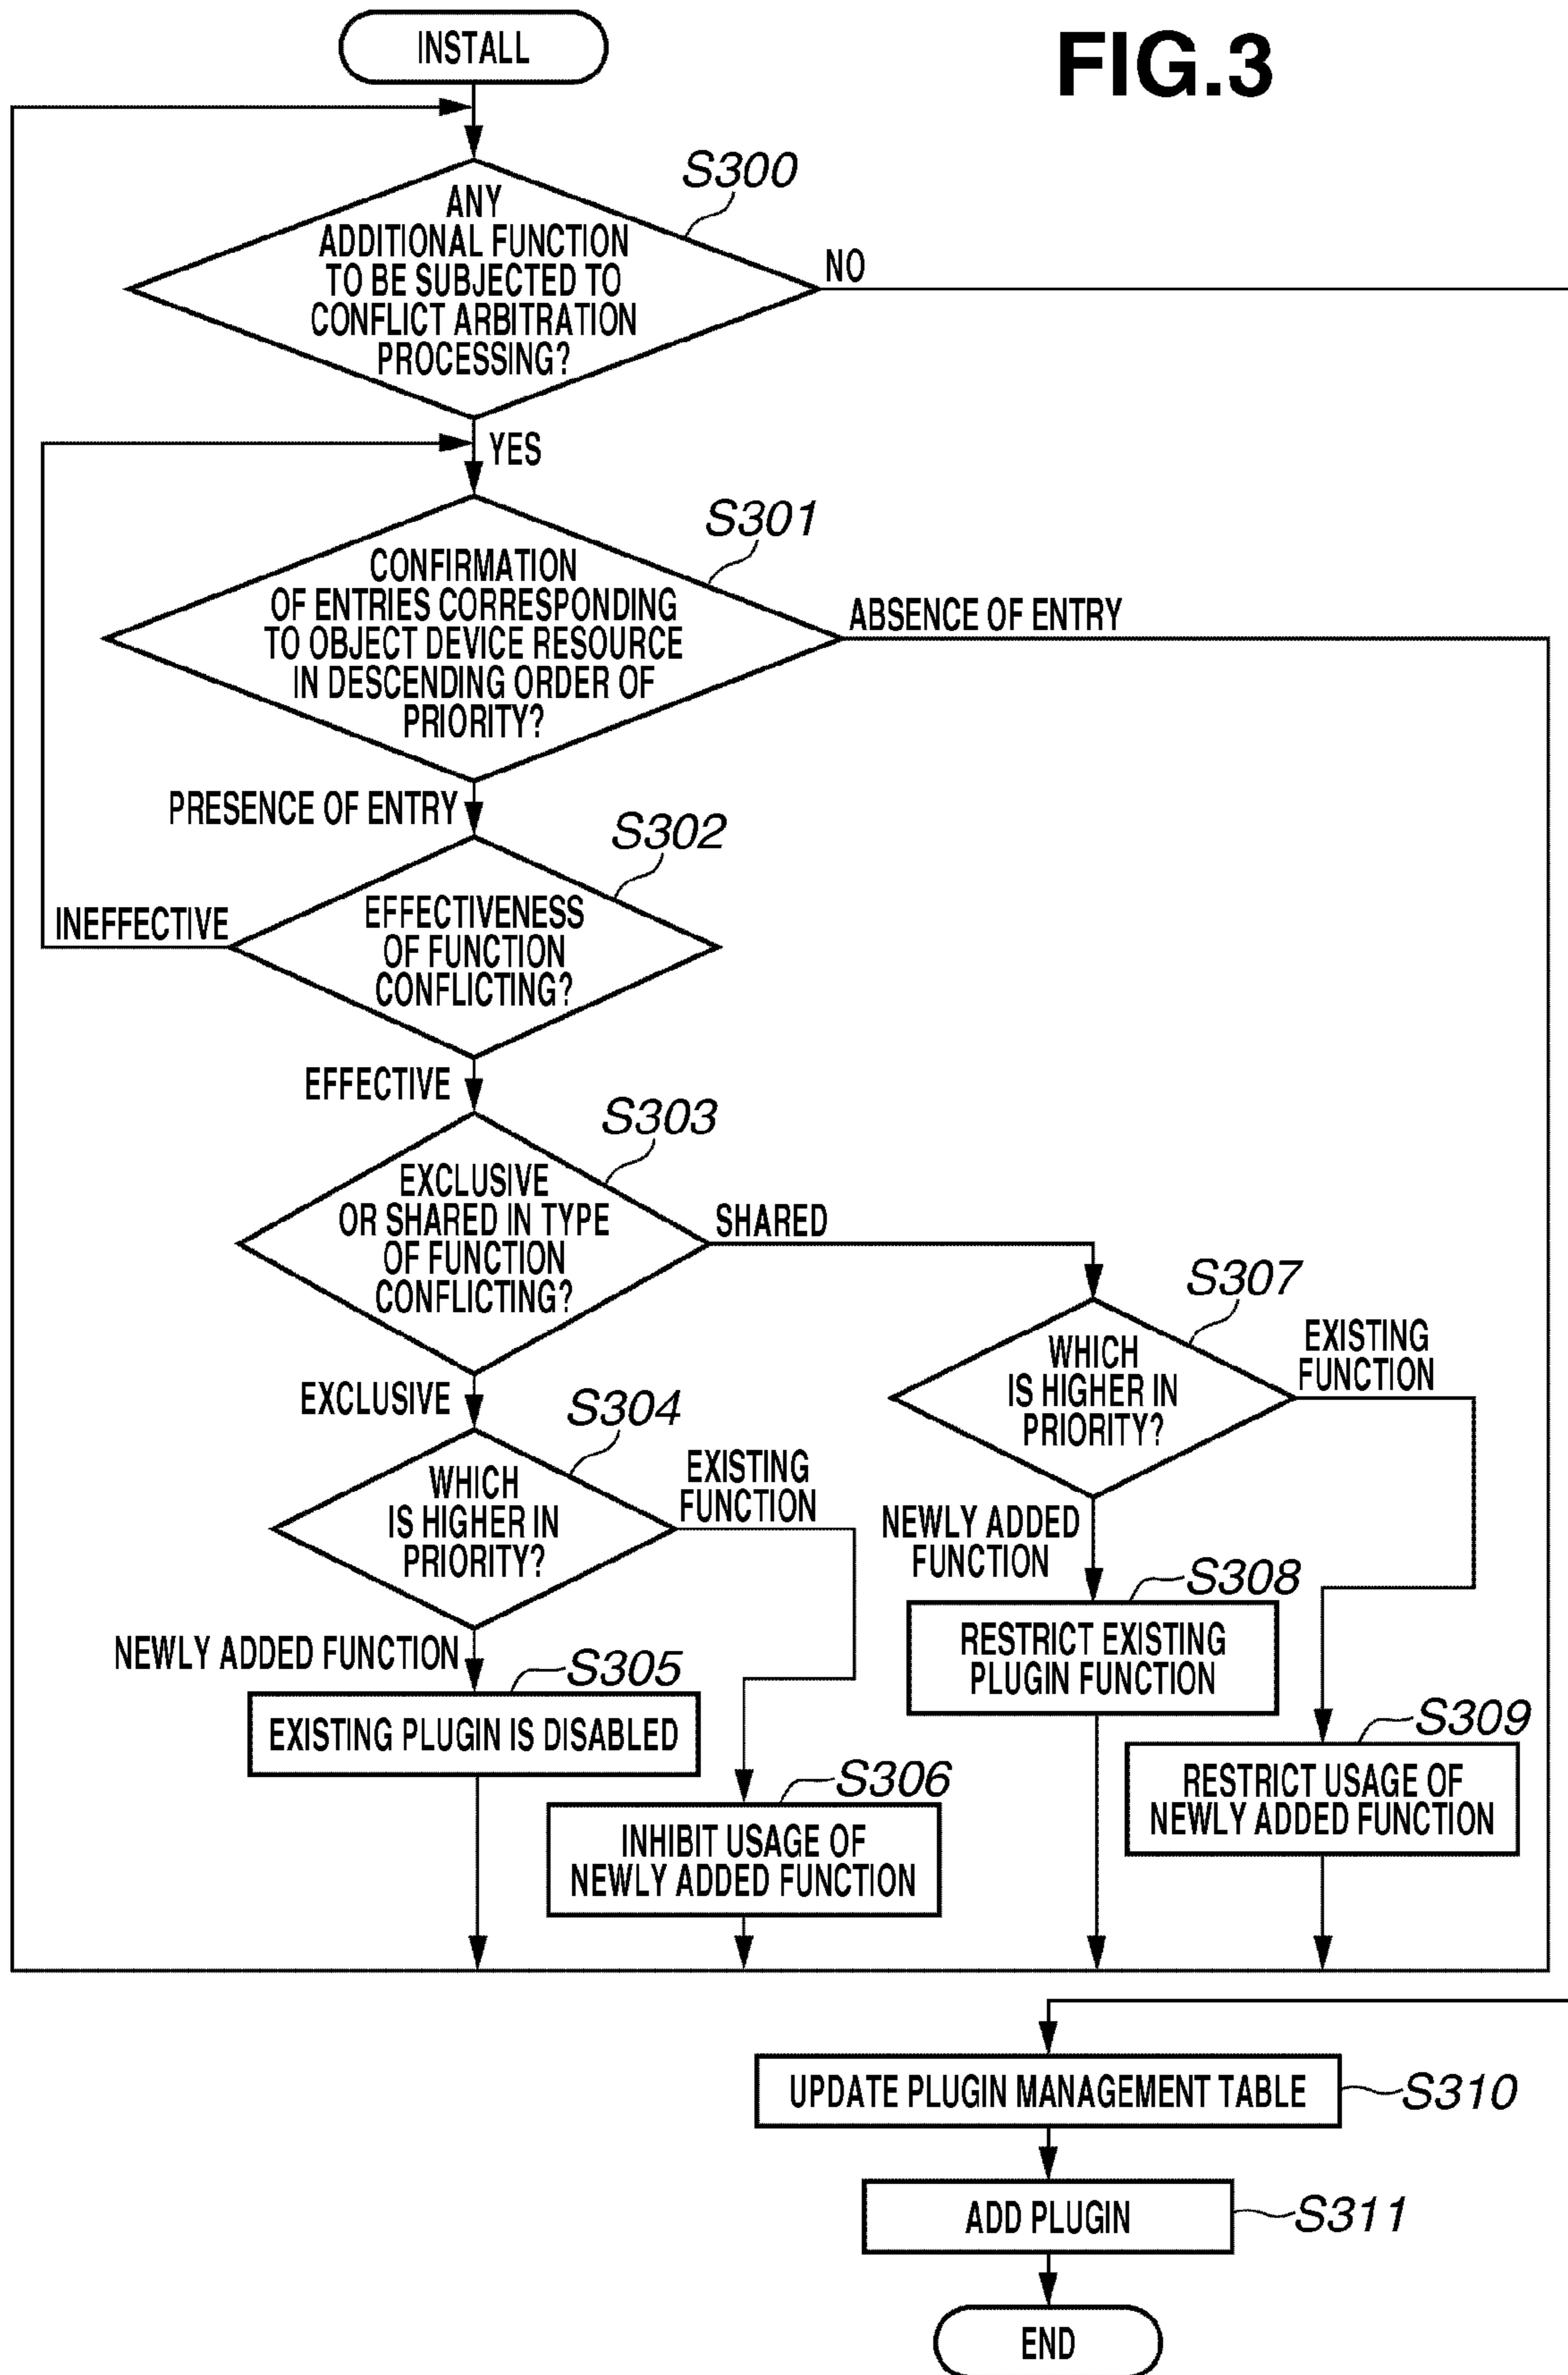 FIG.3
INSTALL
S300
ANY
ADDITIONAL FUNCTION
TO BE SUBJECTED TO
CONFLICT ARBITRATION
PROCESSING?
NO
YES
S301
CONFIRMATION
OF ENTRIES CORRESPONDING
TO OBJECT DEVICE RESOURCE
IN DESCENDING ORDER OF
PRIORITY?
ABSENCE OF ENTRY
PRESENCE OF ENTRY
S302
EFFECTIVENESS
OF FUNCTION
CONFLICTING?
INEFFECTIVE
EFFECTIVE
S303
EXCLUSIVE
OR SHARED IN TYPE
OF FUNCTION
CONFLICTING?
SHARED
EXCLUSIVE
S304
WHICH
IS HIGHER IN
PRIORITY?
EXISTING
FUNCTION
NEWLY ADDED FUNCTION
S305
EXISTING PLUGIN IS DISABLED
S306
INHIBIT USAGE OF
NEWLY ADDED FUNCTION
S307
WHICH
IS HIGHER IN
PRIORITY?
EXISTING
FUNCTION
NEWLY ADDED
FUNCTION
S308
RESTRICT EXISTING
PLUGIN FUNCTION
S309
RESTRICT USAGE OF
NEWLY ADDED FUNCTION
UPDATE PLUGIN MANAGEMENT TABLE
S310
ADD PLUGIN
S311
END